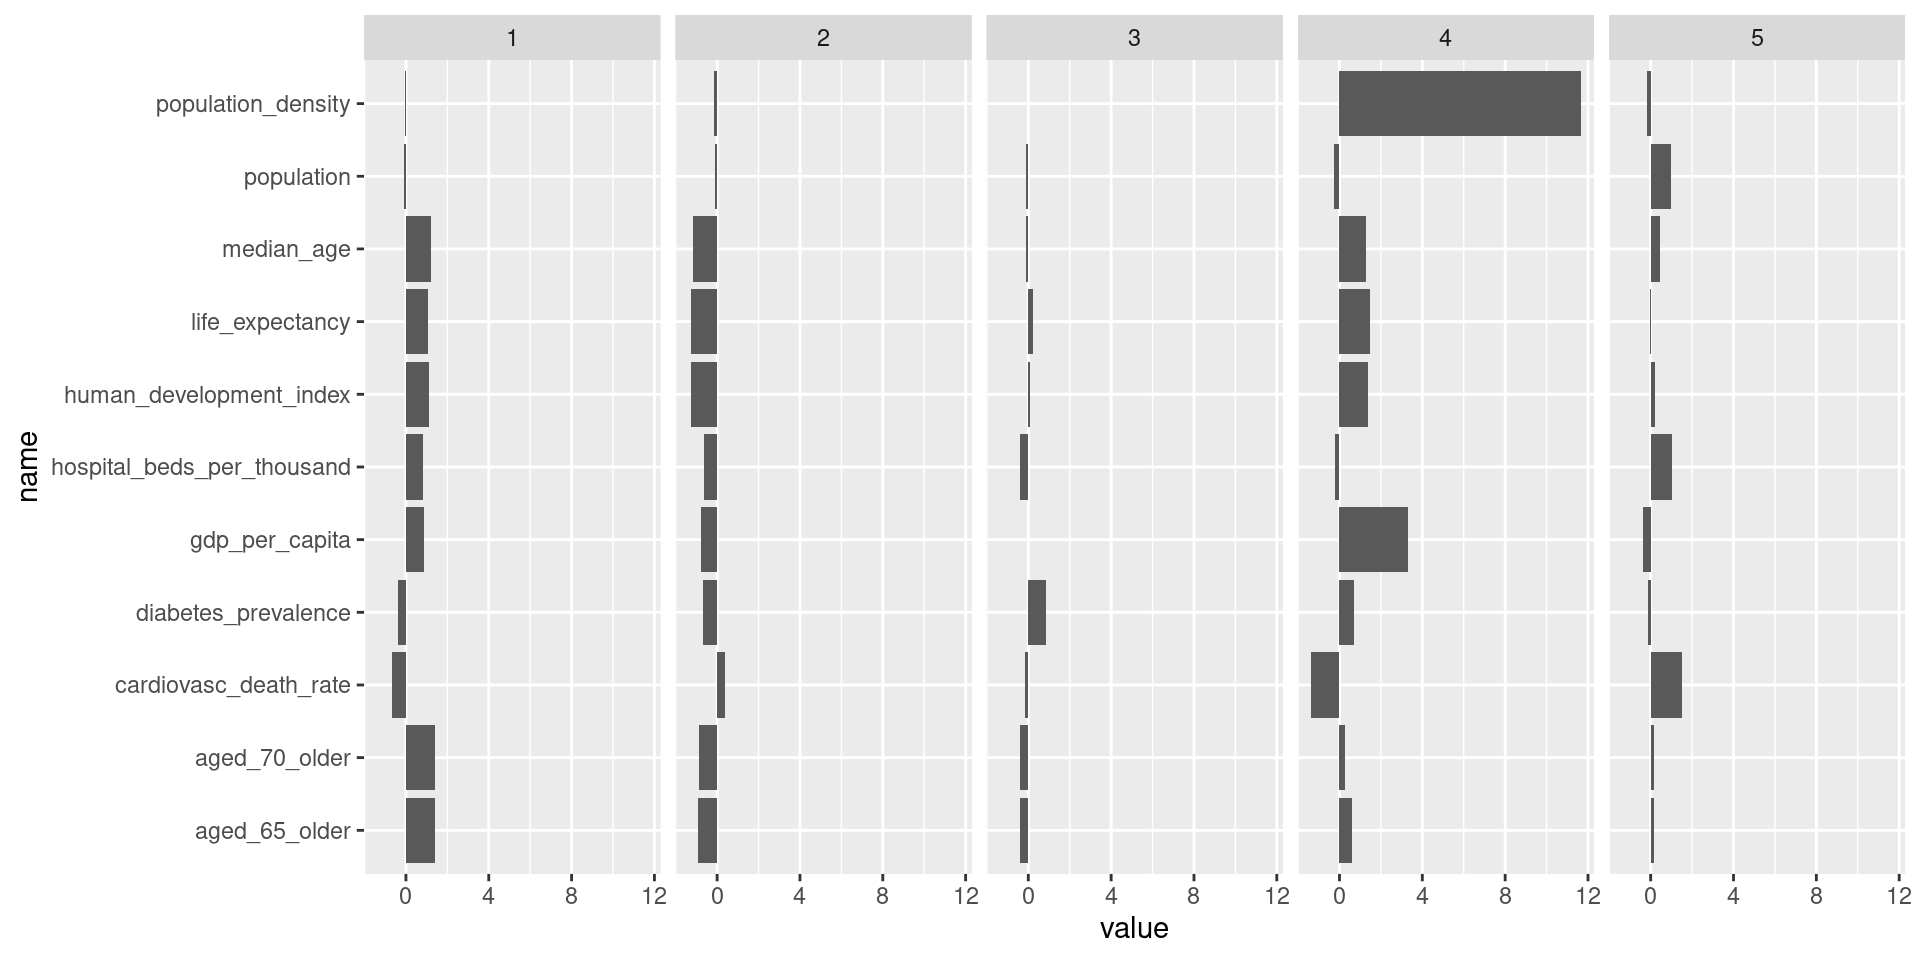 1 2 3 4 5
population_density
population
median_age
life_expectancy
human_development_index
hospital_beds_per_thousand
gdp_per_capita
diabetes_prevalence
cardiovasc_death_rate
aged_70_older
aged_65_older
name
0 4 8 12 0 4 8 12 0 4 8 12 0 4 8 12 0 4 8 12
value